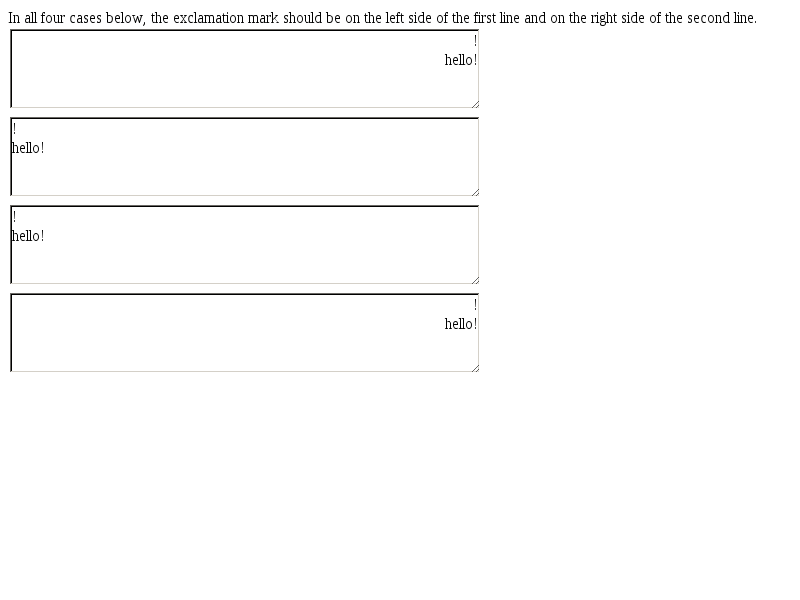 In all four cases below, the exclamation mark should be on the left side of the first line and on the right side of the second line.
!
hello!
!
hello!
!
hello!
!
hello!